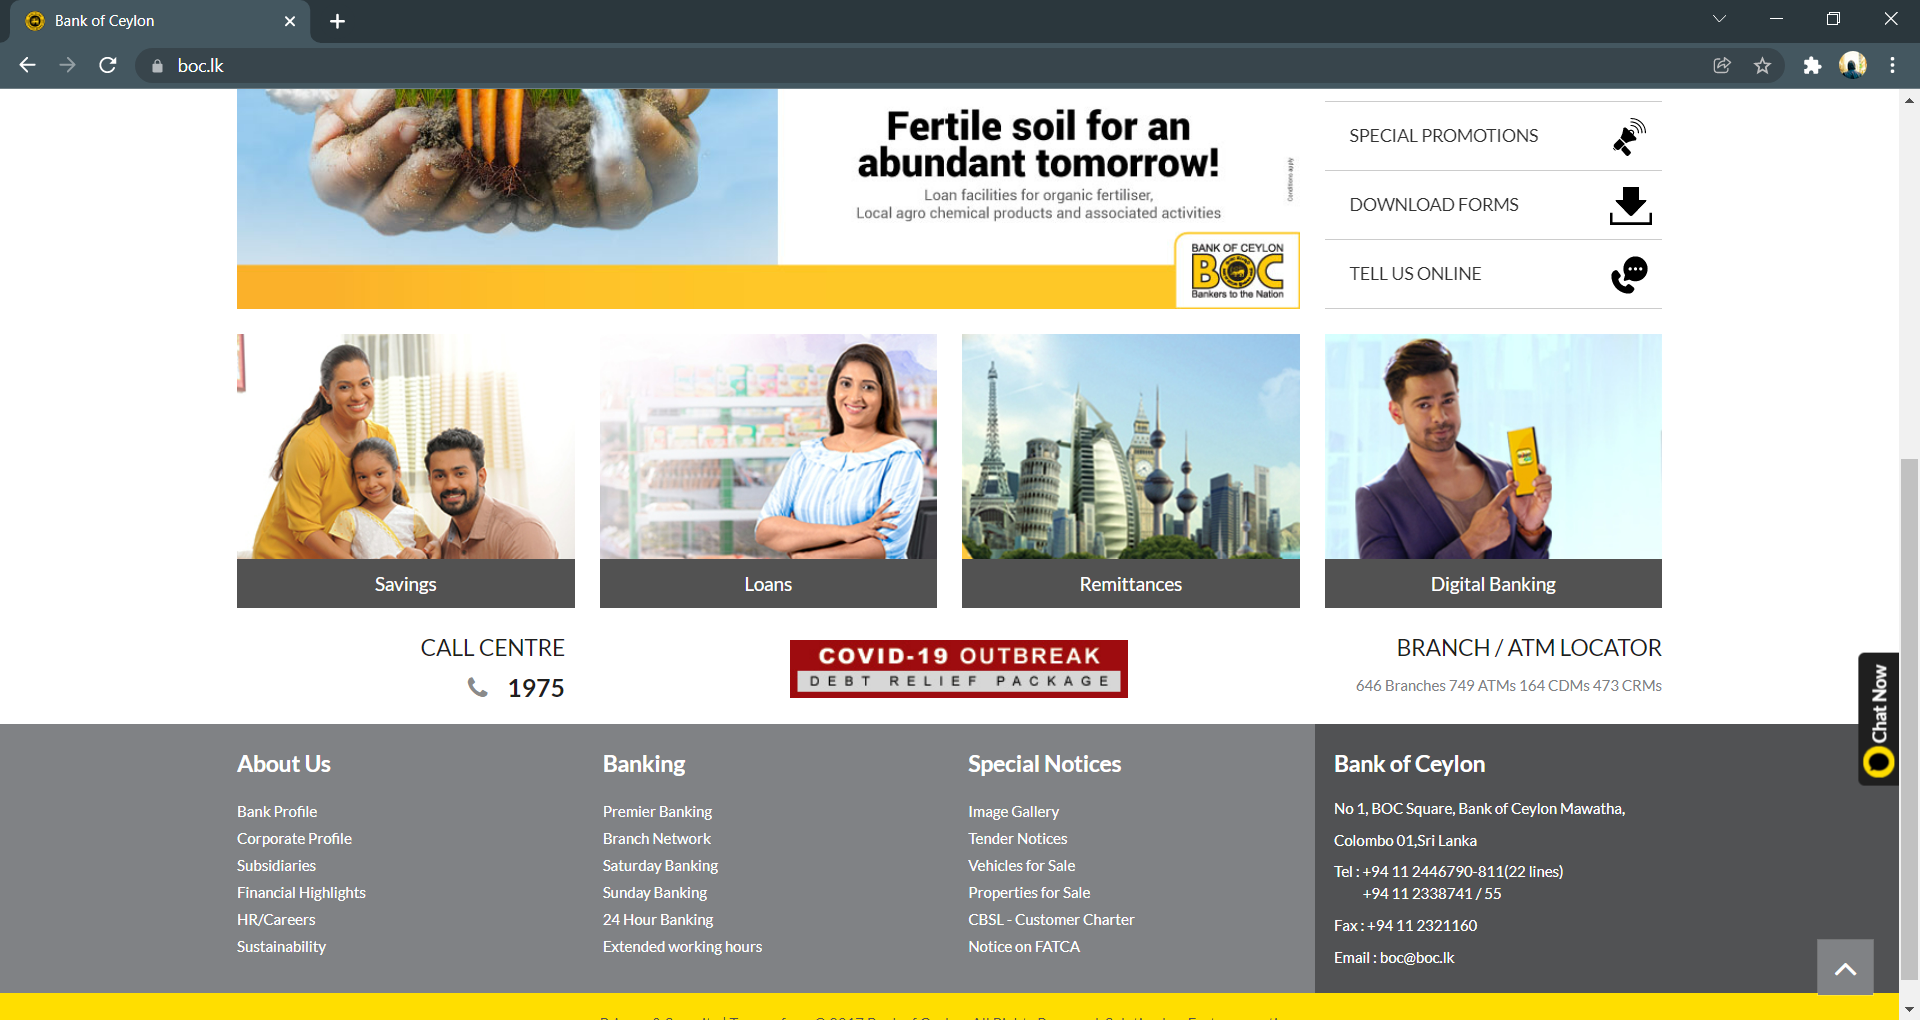 Bank of Ceylon
boc.lk
Fertile soil for an
abundant tomorrow!
Loan facilities for organic fertiliser,
Local agro chemical products and associated activities
Conditions apply
BANK OF CEYLON
BOC
Bankers to the Nation
SPECIAL PROMOTIONS
DOWNLOAD FORMS
TELL US ONLINE
Savings
Loans
Remittances
Digital Banking
CALL CENTRE
1975
COVID-19 OUTBREAK
DEBT RELIEF PACKAGE
BRANCH / ATM LOCATOR
646 Branches 749 ATMs 164 CDMs 473 CRMs
Chat Now
About Us
Bank Profile
Corporate Profile
Subsidiaries
Financial Highlights
HR/Careers
Sustainability
Banking
Premier Banking
Branch Network
Saturday Banking
Sunday Banking
24 Hour Banking
Extended working hours
Special Notices
Image Gallery
Tender Notices
Vehicles for Sale
Properties for Sale
CBSL - Customer Charter
Notice on FATCA
Bank of Ceylon
No 1, BOC Square, Bank of Ceylon Mawatha,
Colombo 01,Sri Lanka
Tel : +94 11 2446790-811(22 lines)
+94 11 2338741 / 55
Fax : +94 11 2321160
Email : boc@boc.lk